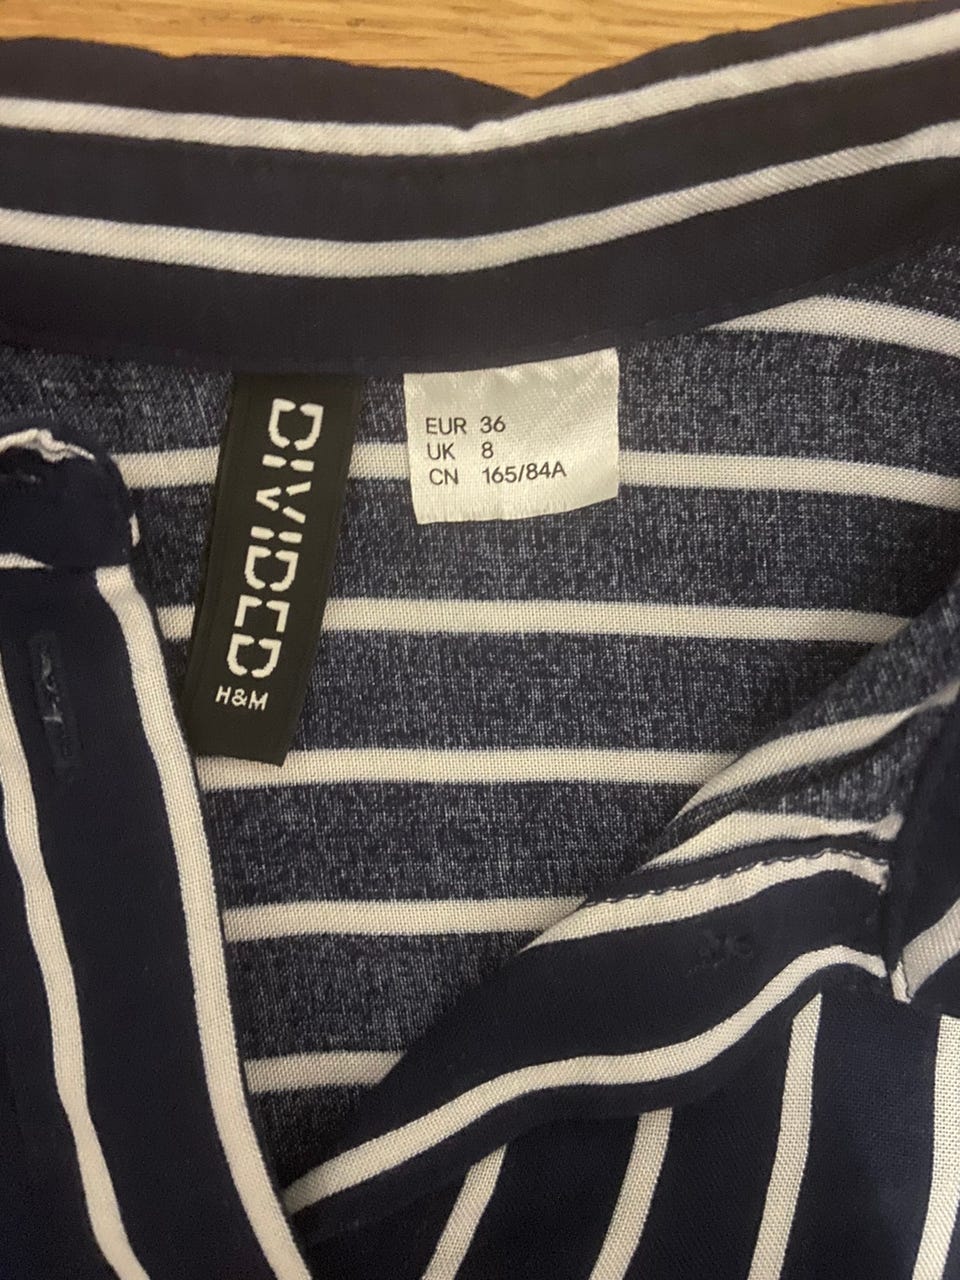 DIVIDED
H&M
EUR 36
UK 8
CN 165/84A